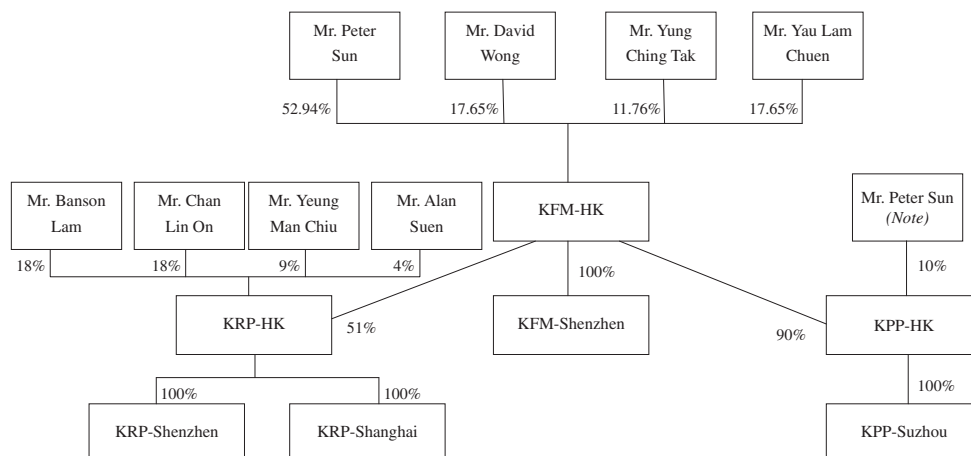 Mr. Peter
Sun
Mr. David
Wong
Mr. Yung
Ching Tak
Mr. Yau Lam
Chuen
52.94%
17.65%
11.76%
17.65%
Mr. Banson
Lam
Mr. Chan
Lin On
Mr. Yeung
Man Chiu
Mr. Alan
Suen
KFM-HK
Mr. Peter Sun
(Note)
18%
18%
9%
4%
100%
10%
KRP-HK
51%
KFM-Shenzhen
90%
KPP-HK
100%
100%
100%
KRP-Shenzhen
KRP-Shanghai
KPP-Suzhou